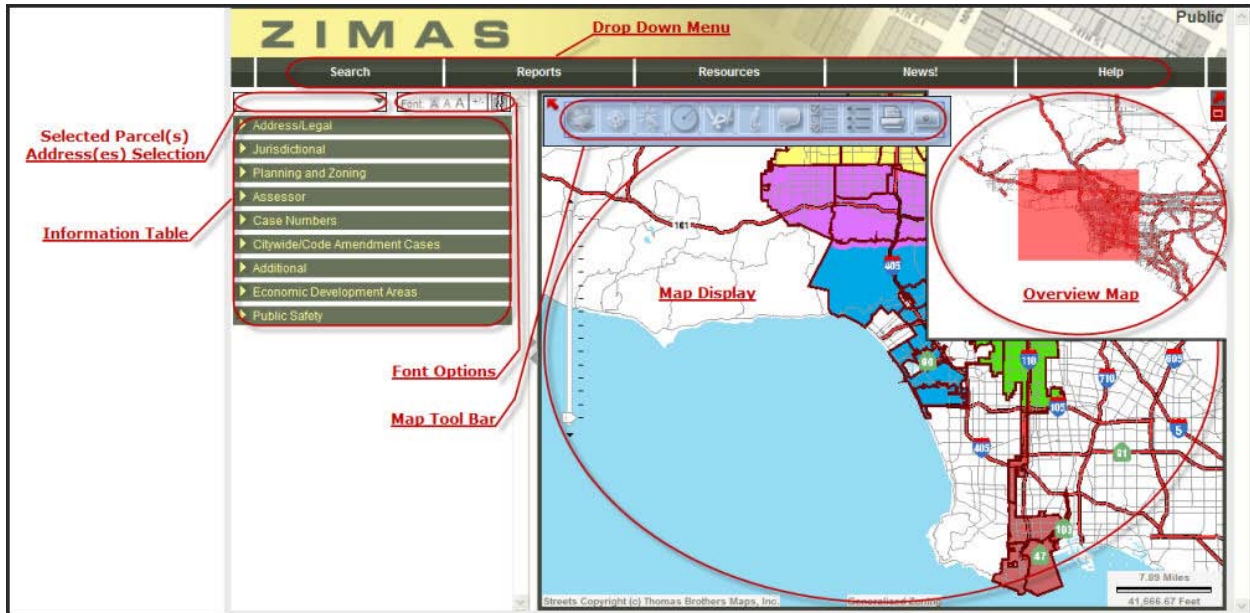 Public
ZIMAS
Drop Down Menu
Search
Reports
Resources
News!
Help
Font: A A A +/-
Selected Parcel(s)
Address(es) Selection
Address/Legal
Jurisdictional
Planning and Zoning
Assessor
Case Numbers
Citywide/Code Amendment Cases
Additional
Economic Development Areas
Public Safety
Information Table
Font Options
Map Tool Bar
Map Display
Overview Map
101
405
90
110
105
710
605
5
405
91
103
47
7.89 Miles
41,666.67 Feet
Streets Copyright (c) Thomas Brothers Maps, Inc.
Generalized Zoning